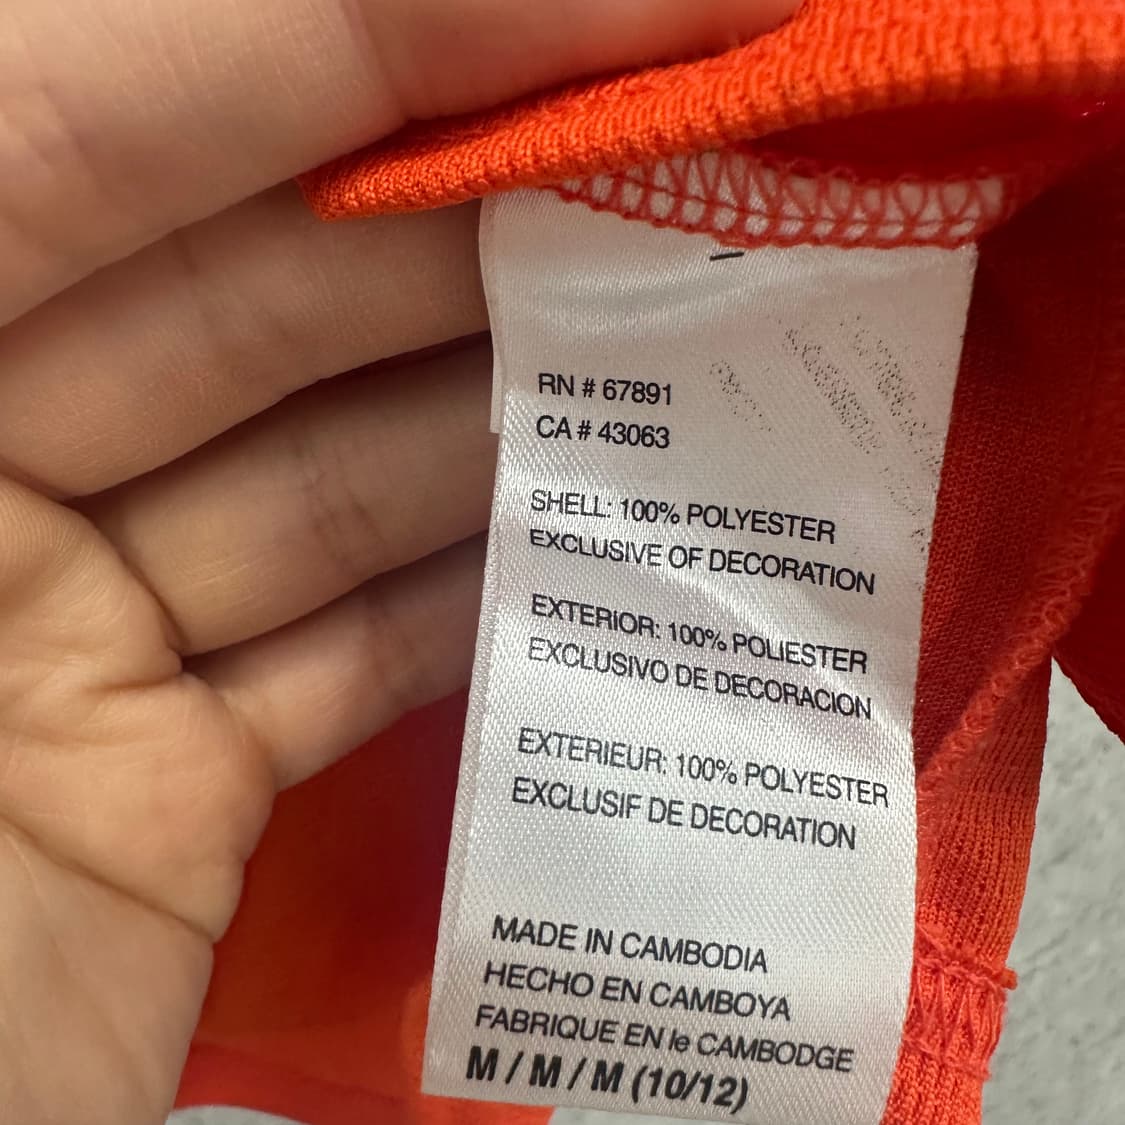 RN # 67891
CA # 43063
SHELL: 100% POLYESTER
EXCLUSIVE OF DECORATION
EXTERIOR: 100% POLIESTER
EXCLUSIVO DE DECORACION
EXTERIEUR: 100% POLYESTER
EXCLUSIF DE DECORATION
MADE IN CAMBODIA
HECHO EN CAMBOYA
FABRIQUE EN le CAMBODGE
M / M / M (10/12)